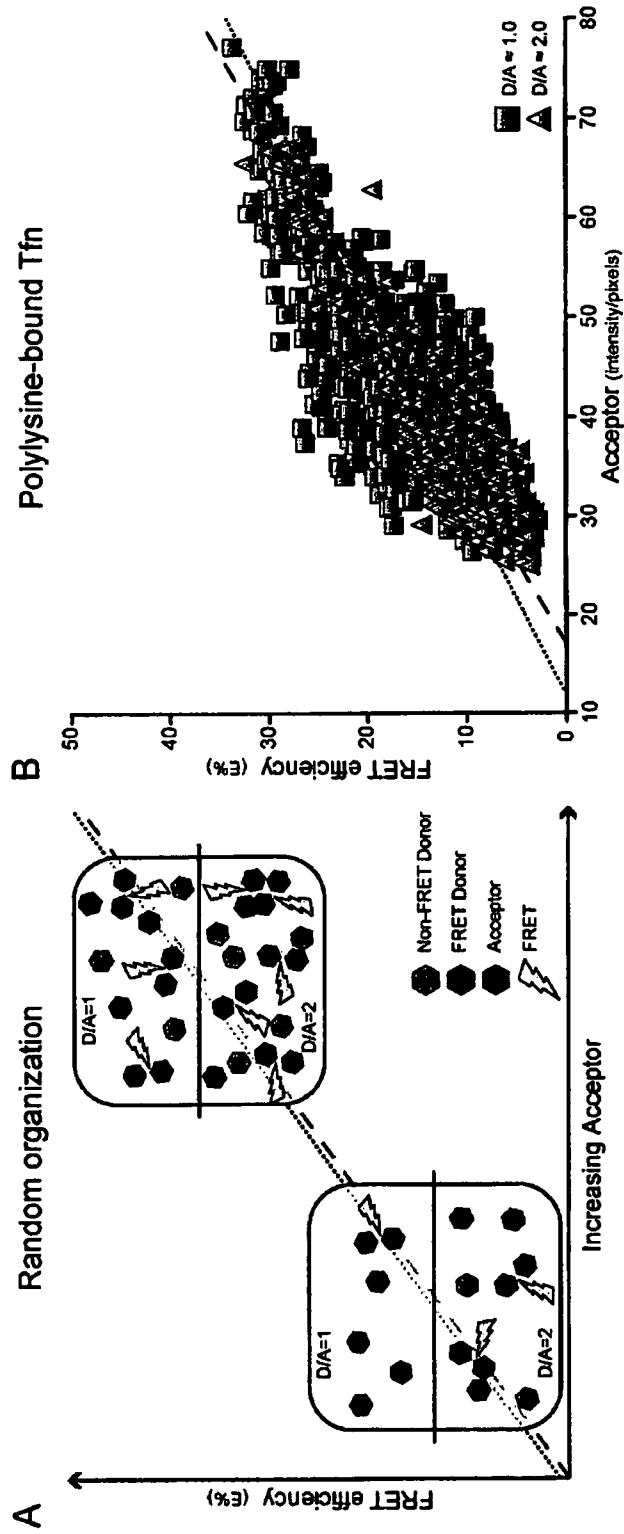 A
Random organization
FRET efficiency (E%)
D/A=1
D/A=2
D/A=1
D/A=2
Non-FRET Donor
FRET Donor
Acceptor
FRET
Increasing Acceptor
B
Polylysine-bound Tfn
FRET efficiency (E%)
50
40
30
20
10
0
10
20
30
40
50
60
70
80
Acceptor (intensity/pixels)
D/A ≈ 1.0
D/A ≈ 2.0